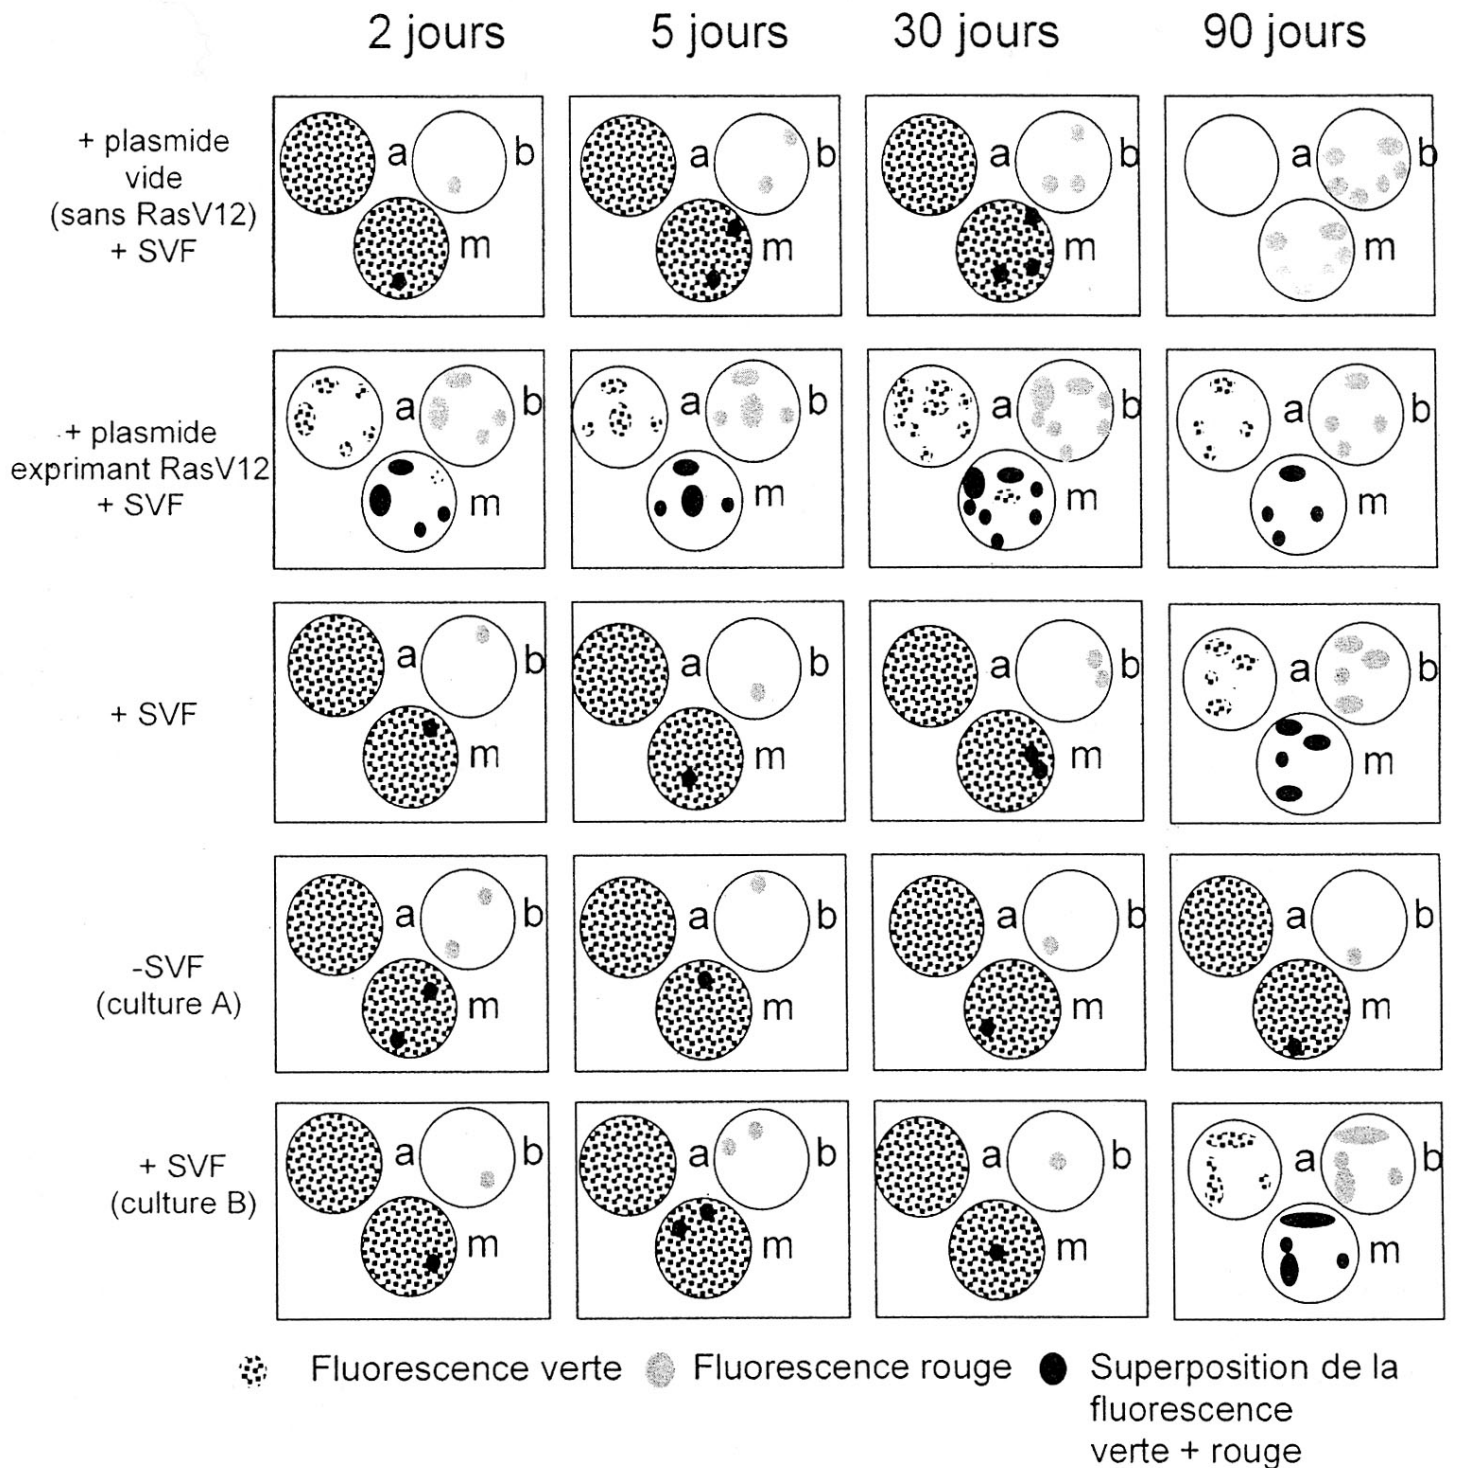 2 jours 5 jours 30 jours 90 jours
+ plasmide
vide
(sans RasV12)
+ SVF
a b m a b m a b m a b m
+ plasmide
exprimant RasV12
+ SVF
a b m a b m a b m a b m
+ SVF
a b m a b m a b m a b m
-SVF
(culture A)
a b m a b m a b m a b m
+ SVF
(culture B)
a b m a b m a b m a b m
Fluorescence verte Fluorescence rouge Superposition de la
fluorescence
verte + rouge